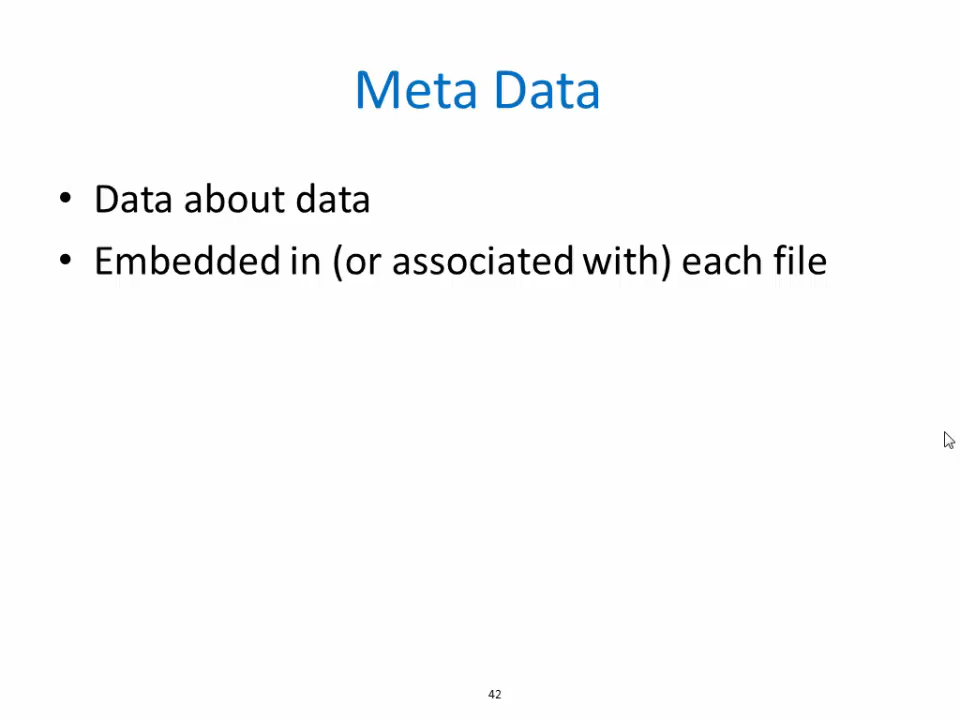 Meta Data
• Data about data
• Embedded in (or associated with) each file
42